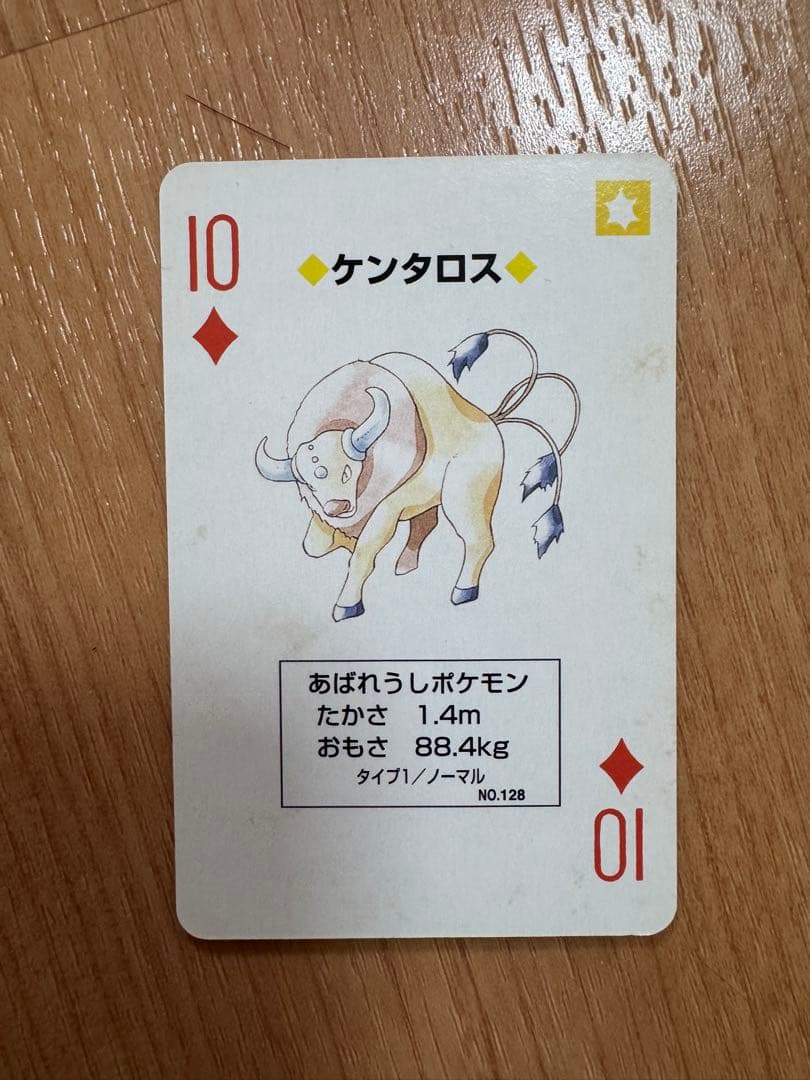 10
◆ケンタロス◆
あばれうしポケモン
たかさ 1.4m
おもさ 88.4kg
タイプ1/ノーマル
NO.128
10